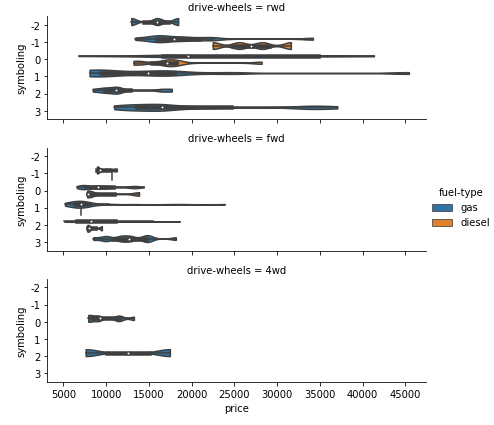 drive-wheels = rwd
symboling
-2
-1
0
1
2
3
drive-wheels = fwd
symboling
-2
-1
0
1
2
3
fuel-type
gas
diesel
drive-wheels = 4wd
symboling
-2
-1
0
1
2
3
5000 10000 15000 20000 25000 30000 35000 40000 45000
price